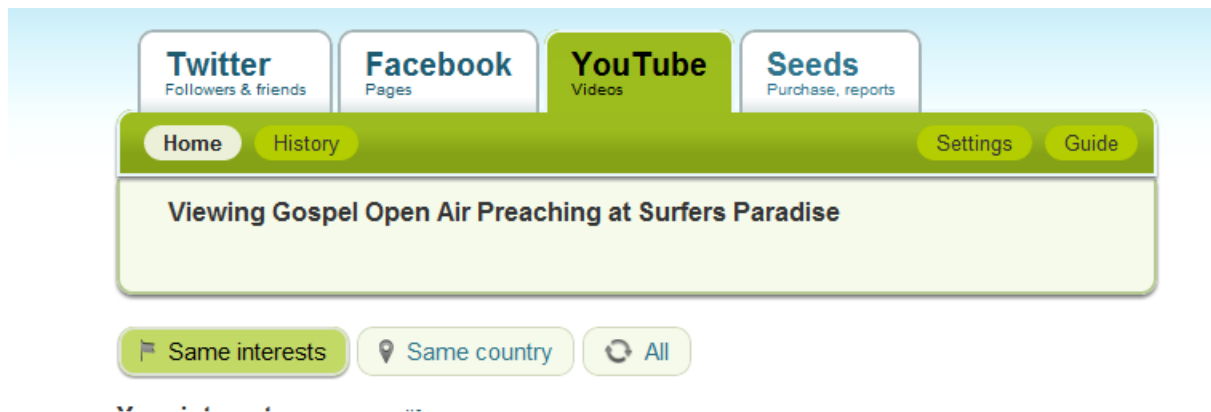 Twitter Facebook YouTube Seeds
Followers & friends Pages Videos Purchase, reports
Home History Settings Guide
Viewing Gospel Open Air Preaching at Surfers Paradise
Same interests Same country All